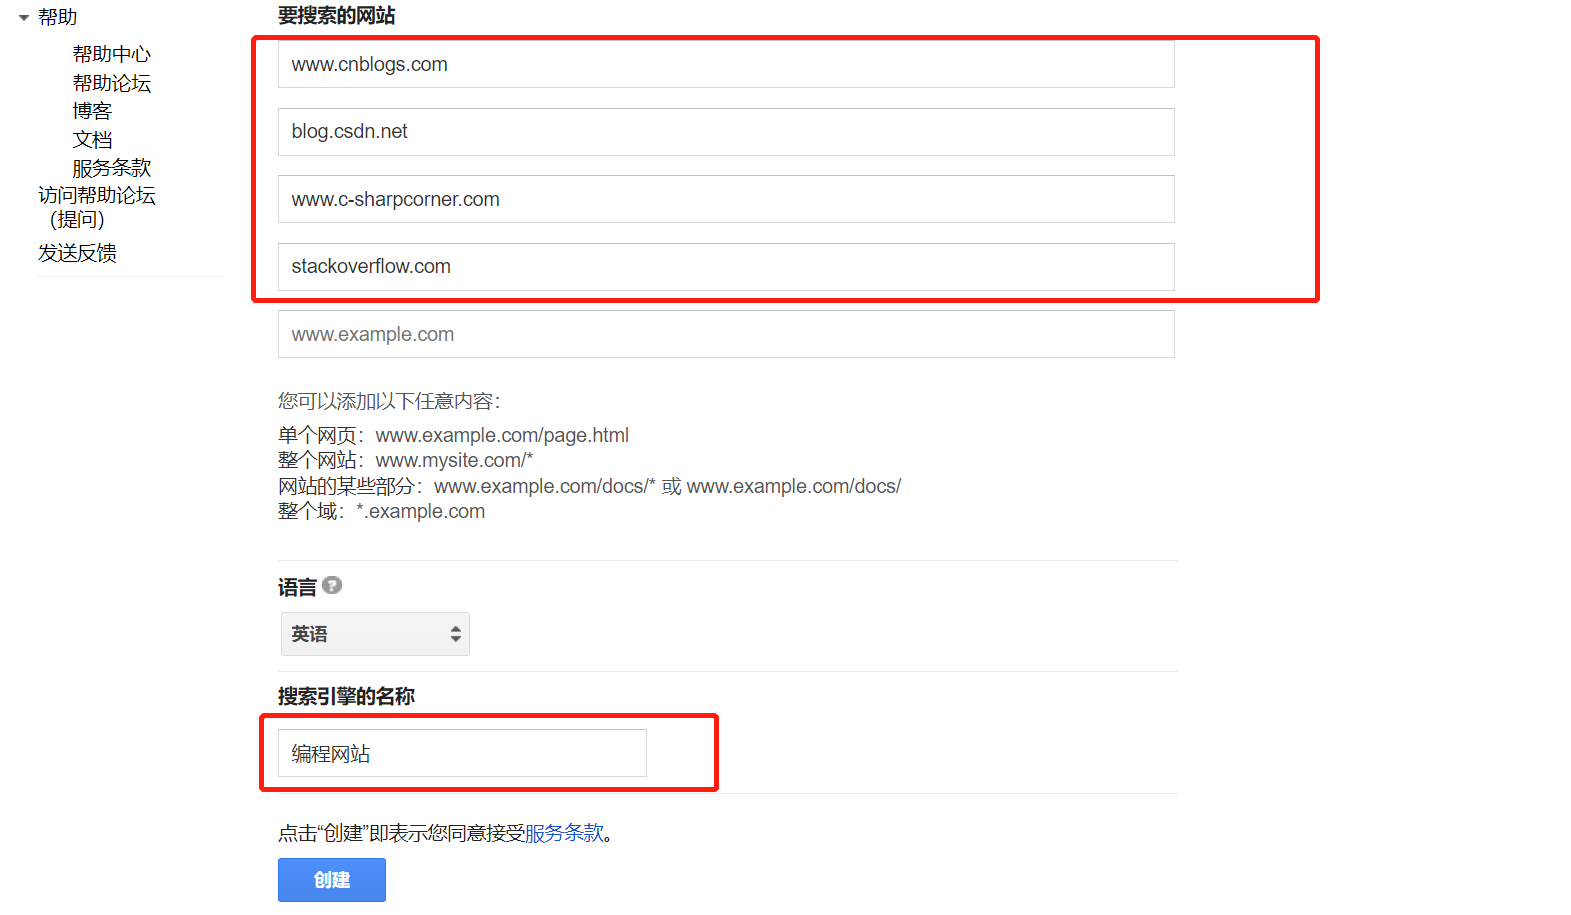 帮助
帮助中心
帮助论坛
博客
文档
服务条款
访问帮助论坛
（提问）
发送反馈
要搜索的网站
www.cnblogs.com
blog.csdn.net
www.c-sharpcorner.com
stackoverflow.com
www.example.com
您可以添加以下任意内容：
单个网页：www.example.com/page.html
整个网站：www.mysite.com/*
网站的某些部分：www.example.com/docs/* 或 www.example.com/docs/
整个域：*.example.com
语言 ?
英语
搜索引擎的名称
编程网站
点击“创建”即表示您同意接受服务条款。
创建